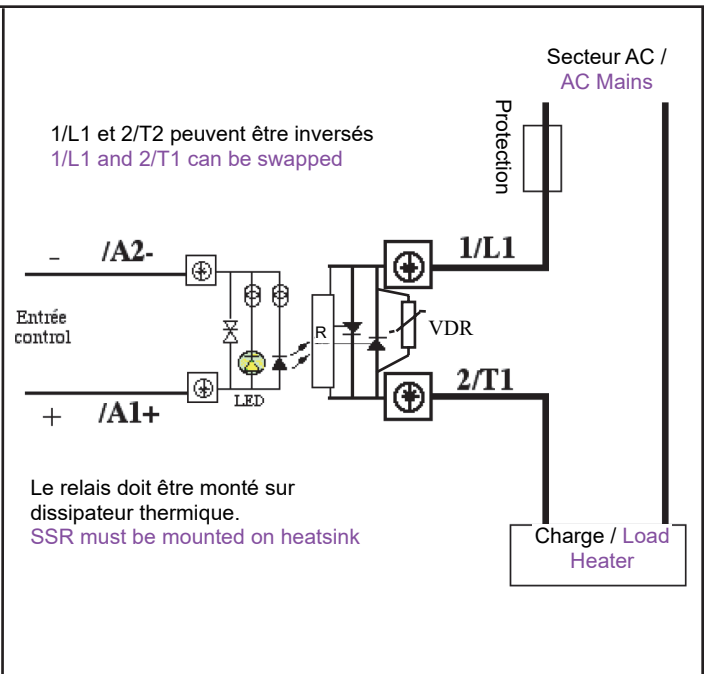 Secteur AC /
AC Mains
Protection
1/L1 et 2/T2 peuvent être inversés
1/L1 and 2/T1 can be swapped
- /A2-
1/L1
Entrée
control
R
VDR
LED
2/T1
+ /A1+
Le relais doit être monté sur
dissipateur thermique.
SSR must be mounted on heatsink
Charge / Load
Heater